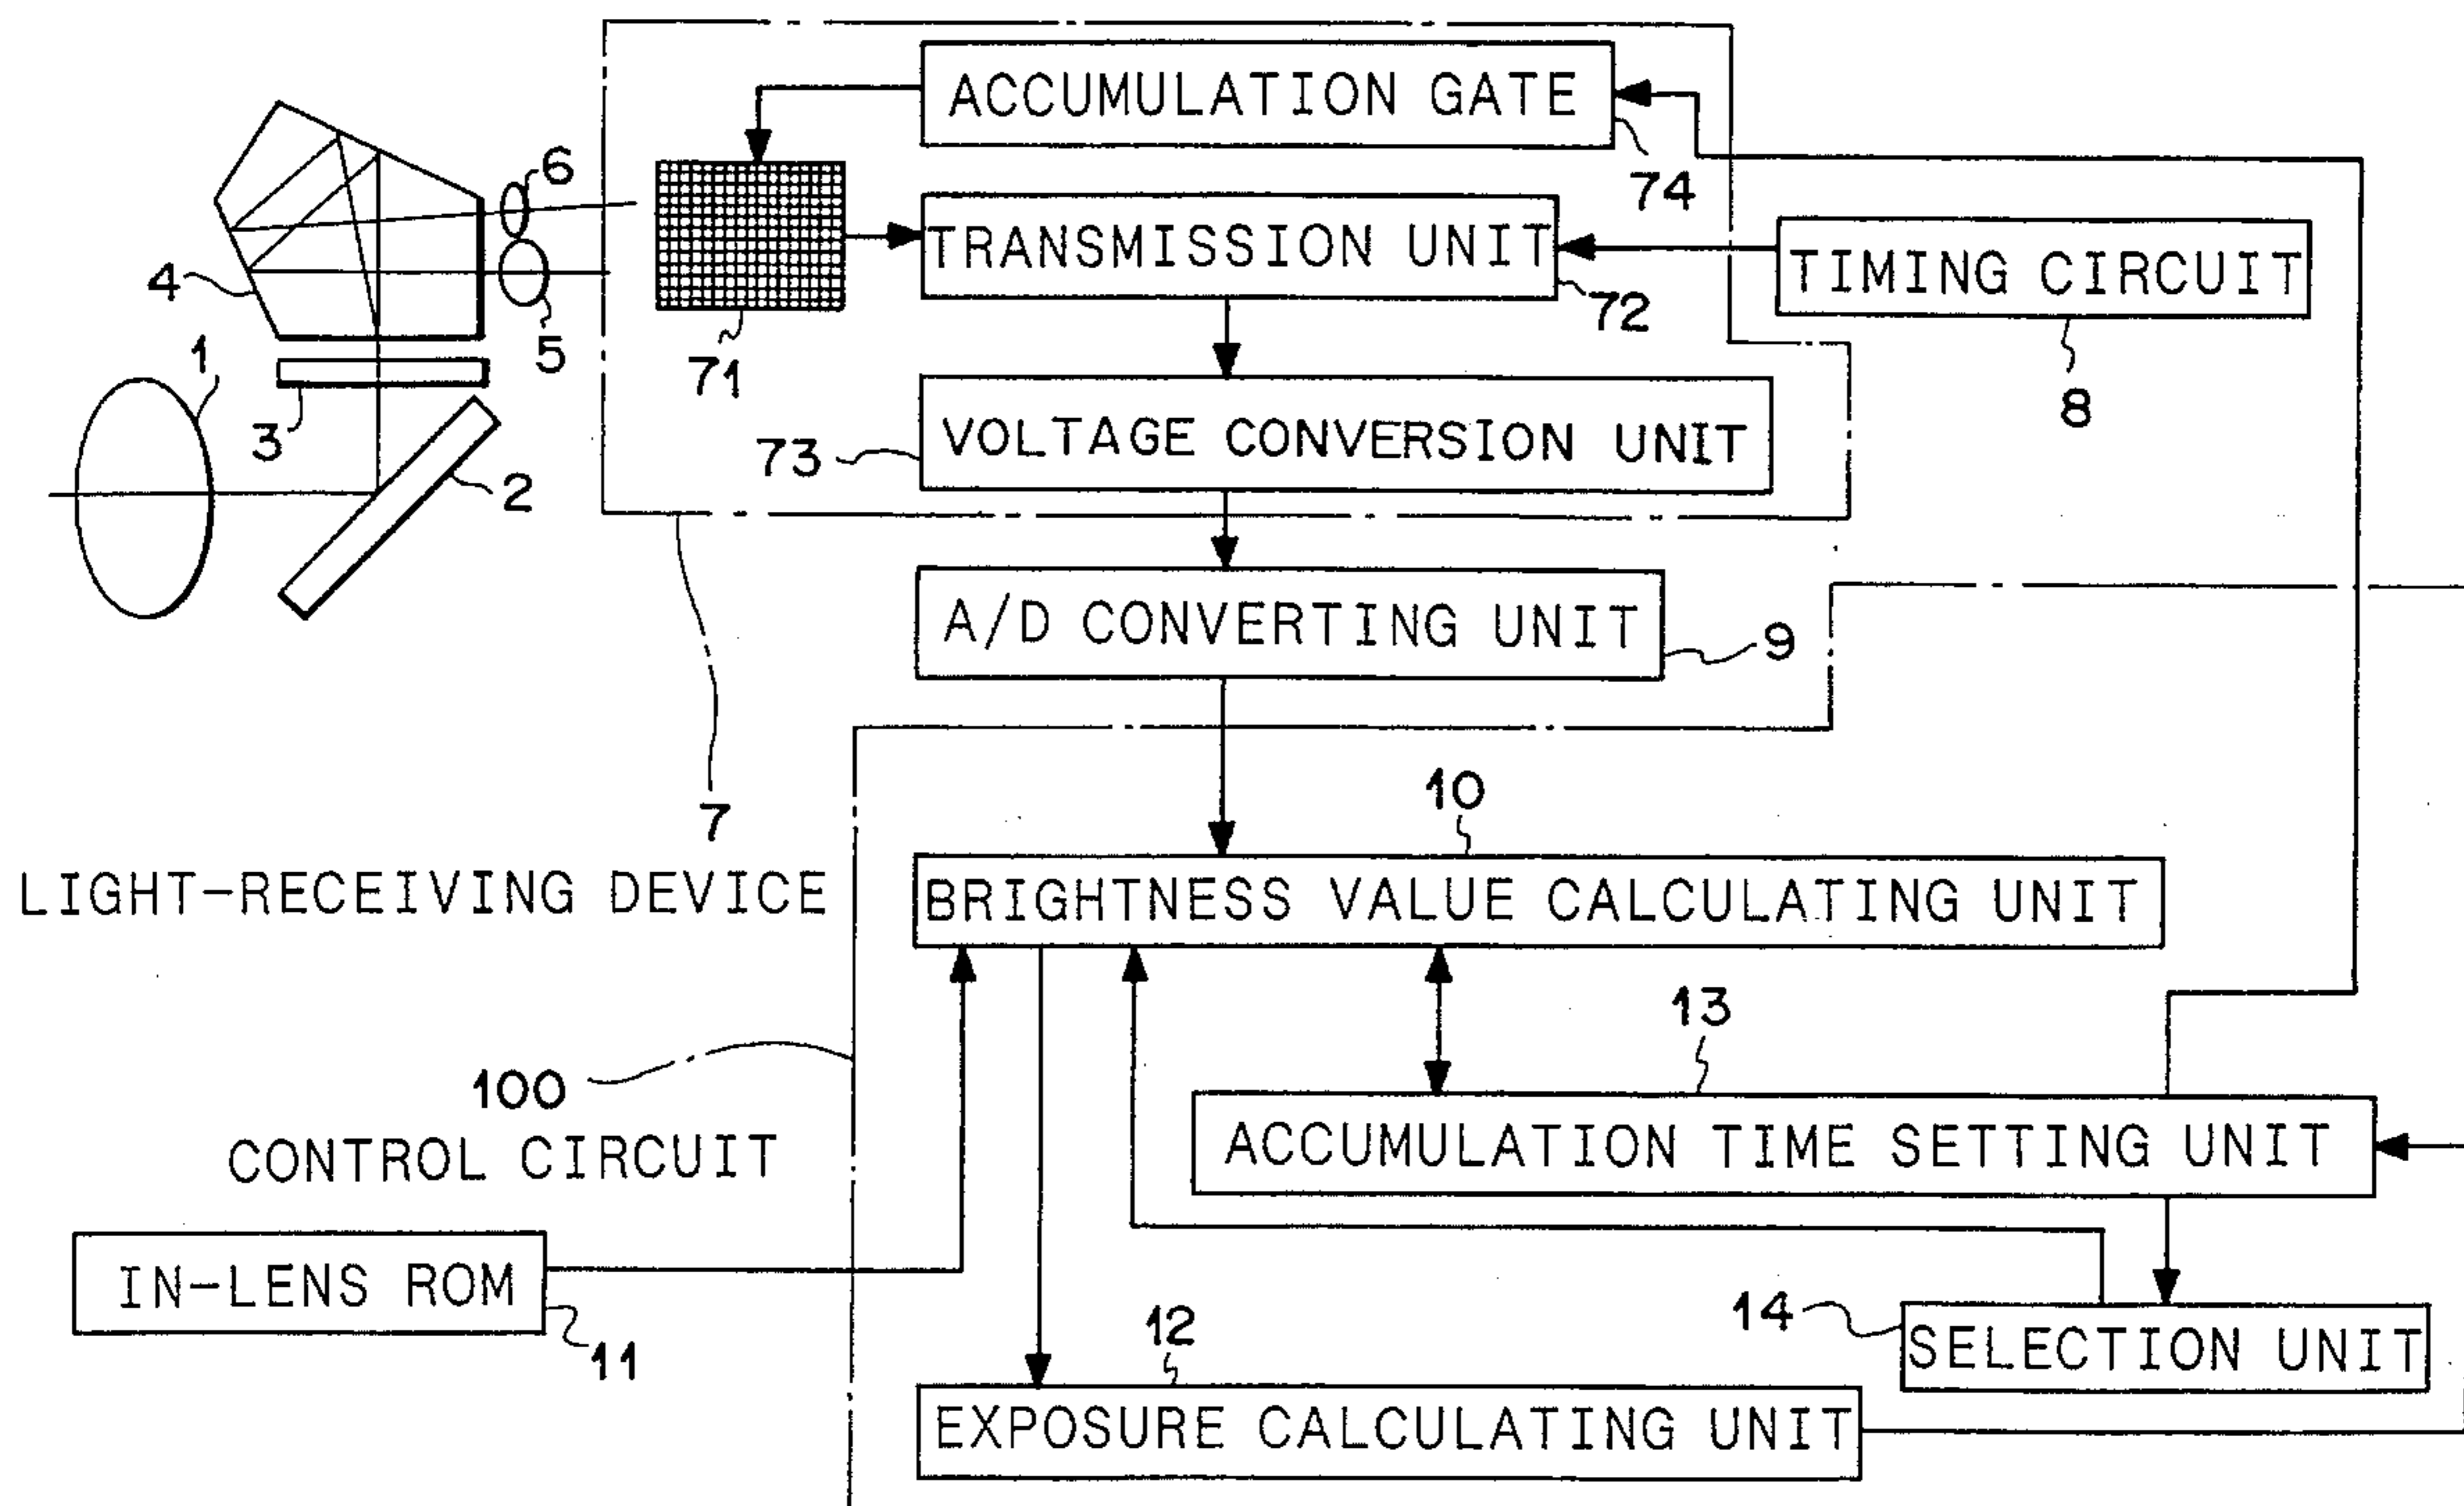 ACCUMULATION GATE
74
6
TRANSMISSION UNIT
72
TIMING CIRCUIT
8
4
5
71
1
3
2
VOLTAGE CONVERSION UNIT
73
A/D CONVERTING UNIT
9
7
LIGHT-RECEIVING DEVICE
10
BRIGHTNESS VALUE CALCULATING UNIT
13
100
CONTROL CIRCUIT
ACCUMULATION TIME SETTING UNIT
IN-LENS ROM
11
14
SELECTION UNIT
12
EXPOSURE CALCULATING UNIT